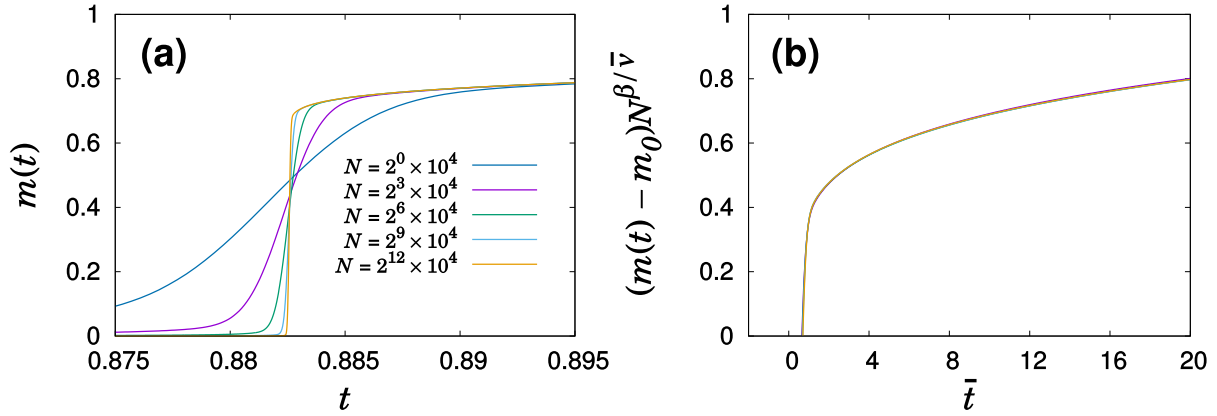 (a)
m(t)
0.8
0.6
0.4
0.2
0
0.875
0.88
0.885
0.89
0.895
t
N = 2^0 × 10^4
N = 2^3 × 10^4
N = 2^6 × 10^4
N = 2^9 × 10^4
N = 2^12 × 10^4
(b)
(m(t) − m_0)N^{β/ν̄}
1
0.8
0.6
0.4
0.2
0
0
4
8
12
16
20
t̄